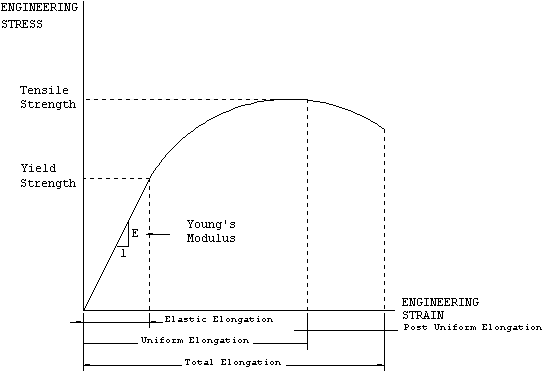 ENGINEERING
STRESS
Tensile
Strength
Yield
Strength
E
1
Young's
Modulus
ENGINEERING
STRAIN
Elastic Elongation
Post Uniform Elongation
Uniform Elongation
Total Elongation